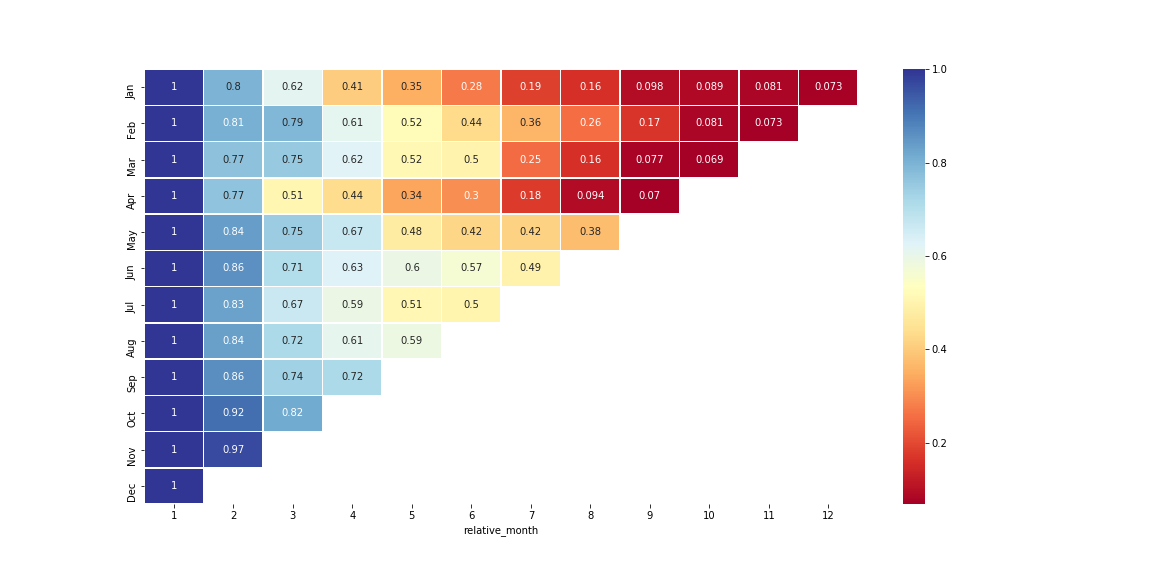 Jan 1 0.8 0.62 0.41 0.35 0.28 0.19 0.16 0.098 0.089 0.081 0.073
Feb 1 0.81 0.79 0.61 0.52 0.44 0.36 0.26 0.17 0.081 0.073
Mar 1 0.77 0.75 0.62 0.52 0.5 0.25 0.16 0.077 0.069
Apr 1 0.77 0.51 0.44 0.34 0.3 0.18 0.094 0.07
May 1 0.84 0.75 0.67 0.48 0.42 0.42 0.38
Jun 1 0.86 0.71 0.63 0.6 0.57 0.49
Jul 1 0.83 0.67 0.59 0.51 0.5
Aug 1 0.84 0.72 0.61 0.59
Sep 1 0.86 0.74 0.72
Oct 1 0.92 0.82
Nov 1 0.97
Dec 1
1 2 3 4 5 6 7 8 9 10 11 12
relative_month
1.0
0.8
0.6
0.4
0.2